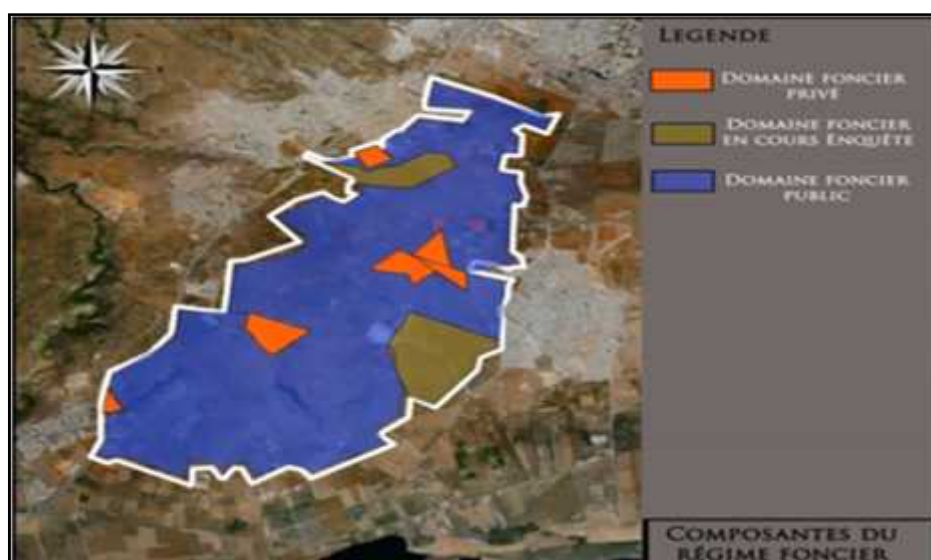 LEGENDE
DOMAINE FONCIER
PRIVÉ
DOMAINE FONCIER
EN COURS ENQUÊTE
DOMAINE FONCIER
PUBLIC
COMPOSANTES DU
RÉGIME FONCIER